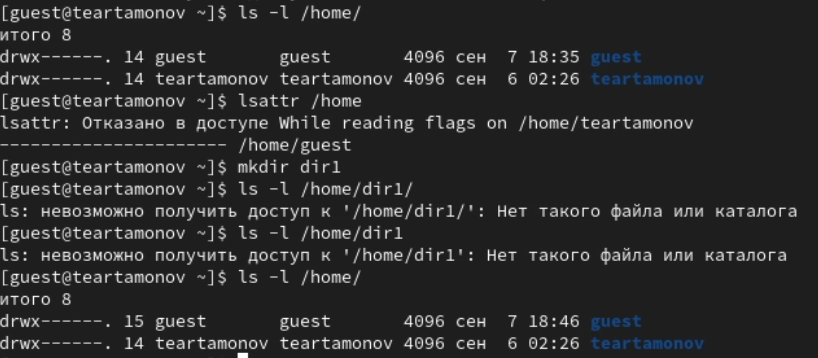 [guest@teartamonov ~]$ ls -l /home/
итого 8
drwx------. 14 guest       guest       4096 сен  7 18:35 guest
drwx------. 14 teartamonov teartamonov 4096 сен  6 02:26 teartamonov
[guest@teartamonov ~]$ lsattr /home
lsattr: Отказано в доступе While reading flags on /home/teartamonov
---------------------- /home/guest
[guest@teartamonov ~]$ mkdir dir1
[guest@teartamonov ~]$ ls -l /home/dir1/
ls: невозможно получить доступ к '/home/dir1/': Нет такого файла или каталога
[guest@teartamonov ~]$ ls -l /home/dir1
ls: невозможно получить доступ к '/home/dir1': Нет такого файла или каталога
[guest@teartamonov ~]$ ls -l /home/
итого 8
drwx------. 15 guest       guest       4096 сен  7 18:46 guest
drwx------. 14 teartamonov teartamonov 4096 сен  6 02:26 teartamonov